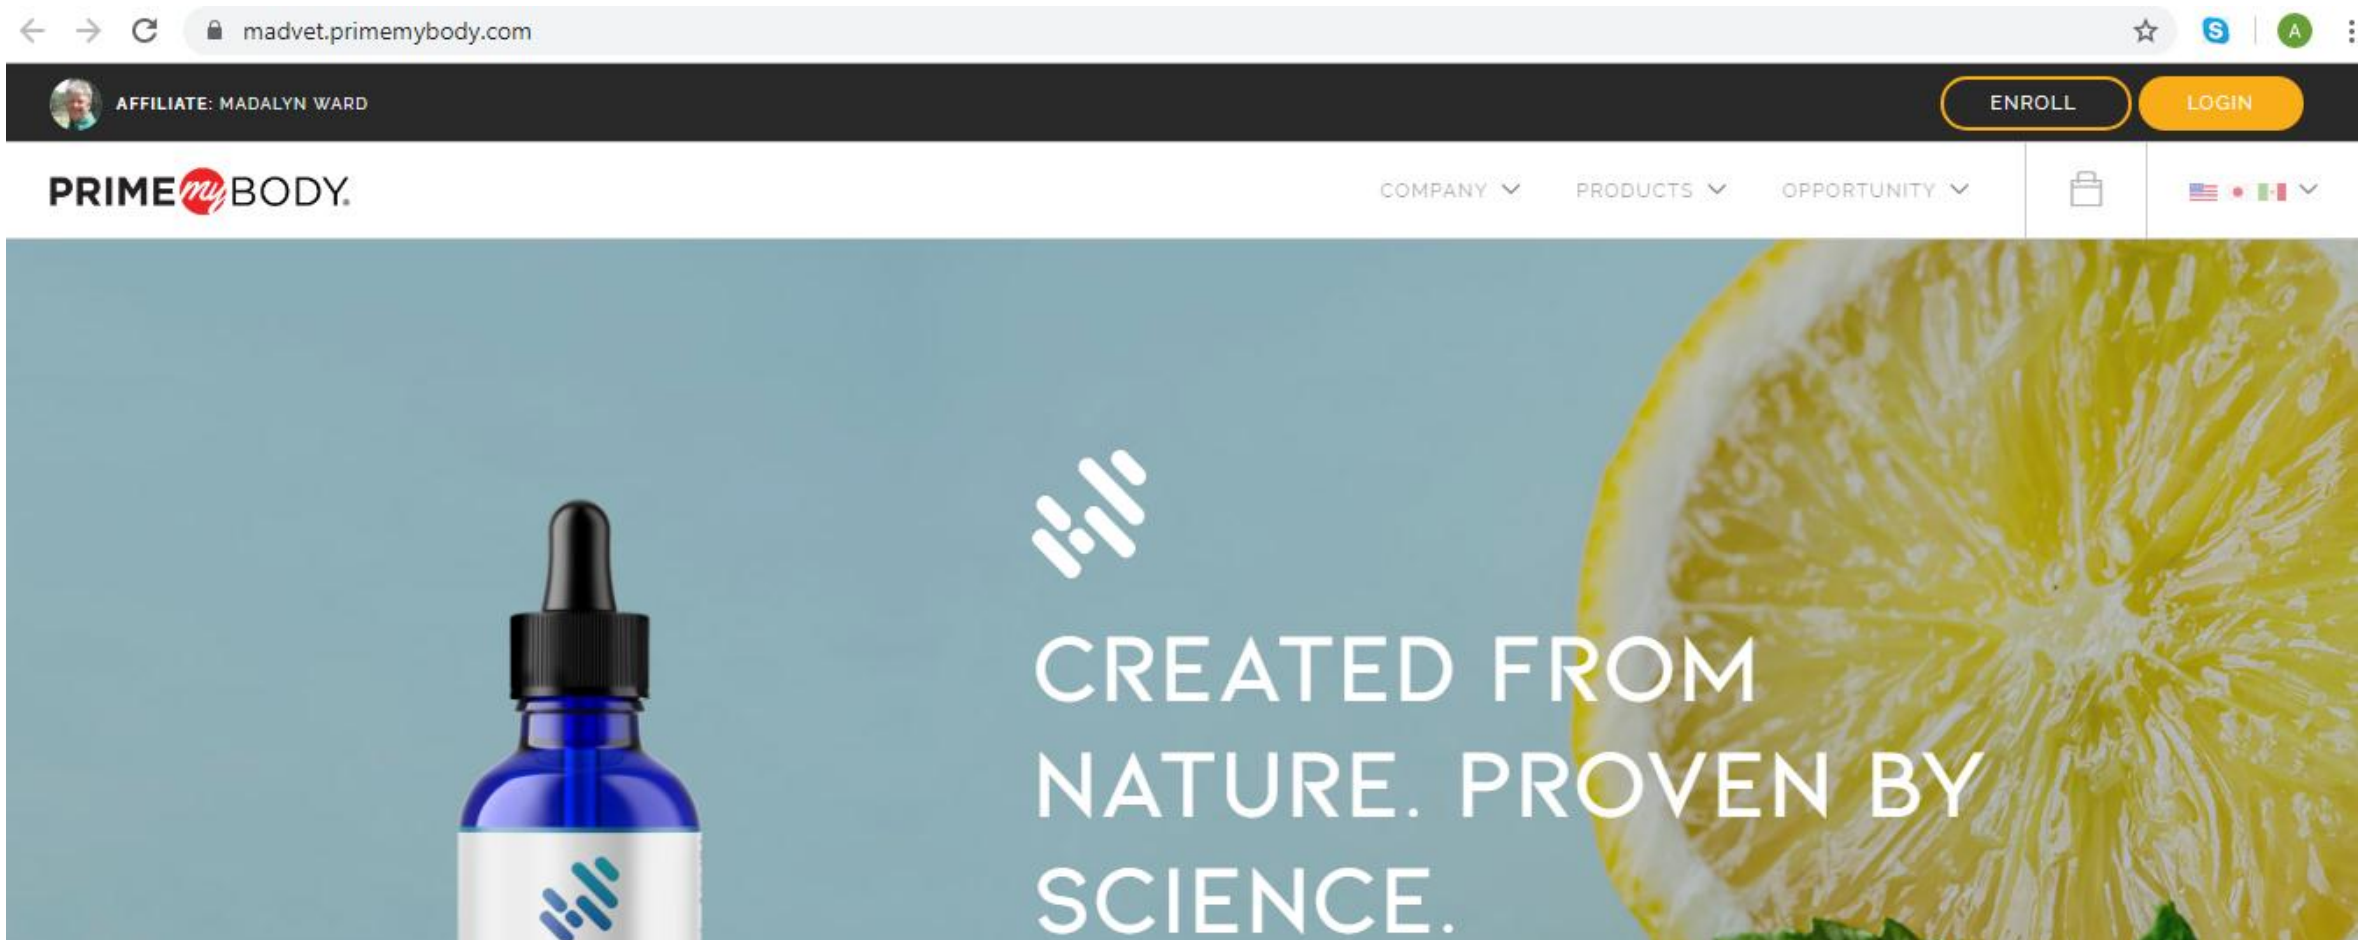 madvet.primemybody.com
S
A
AFFILIATE: MADALYN WARD
ENROLL
LOGIN
PRIME my BODY.
COMPANY
PRODUCTS
OPPORTUNITY
CREATED FROM
NATURE. PROVEN BY
SCIENCE.